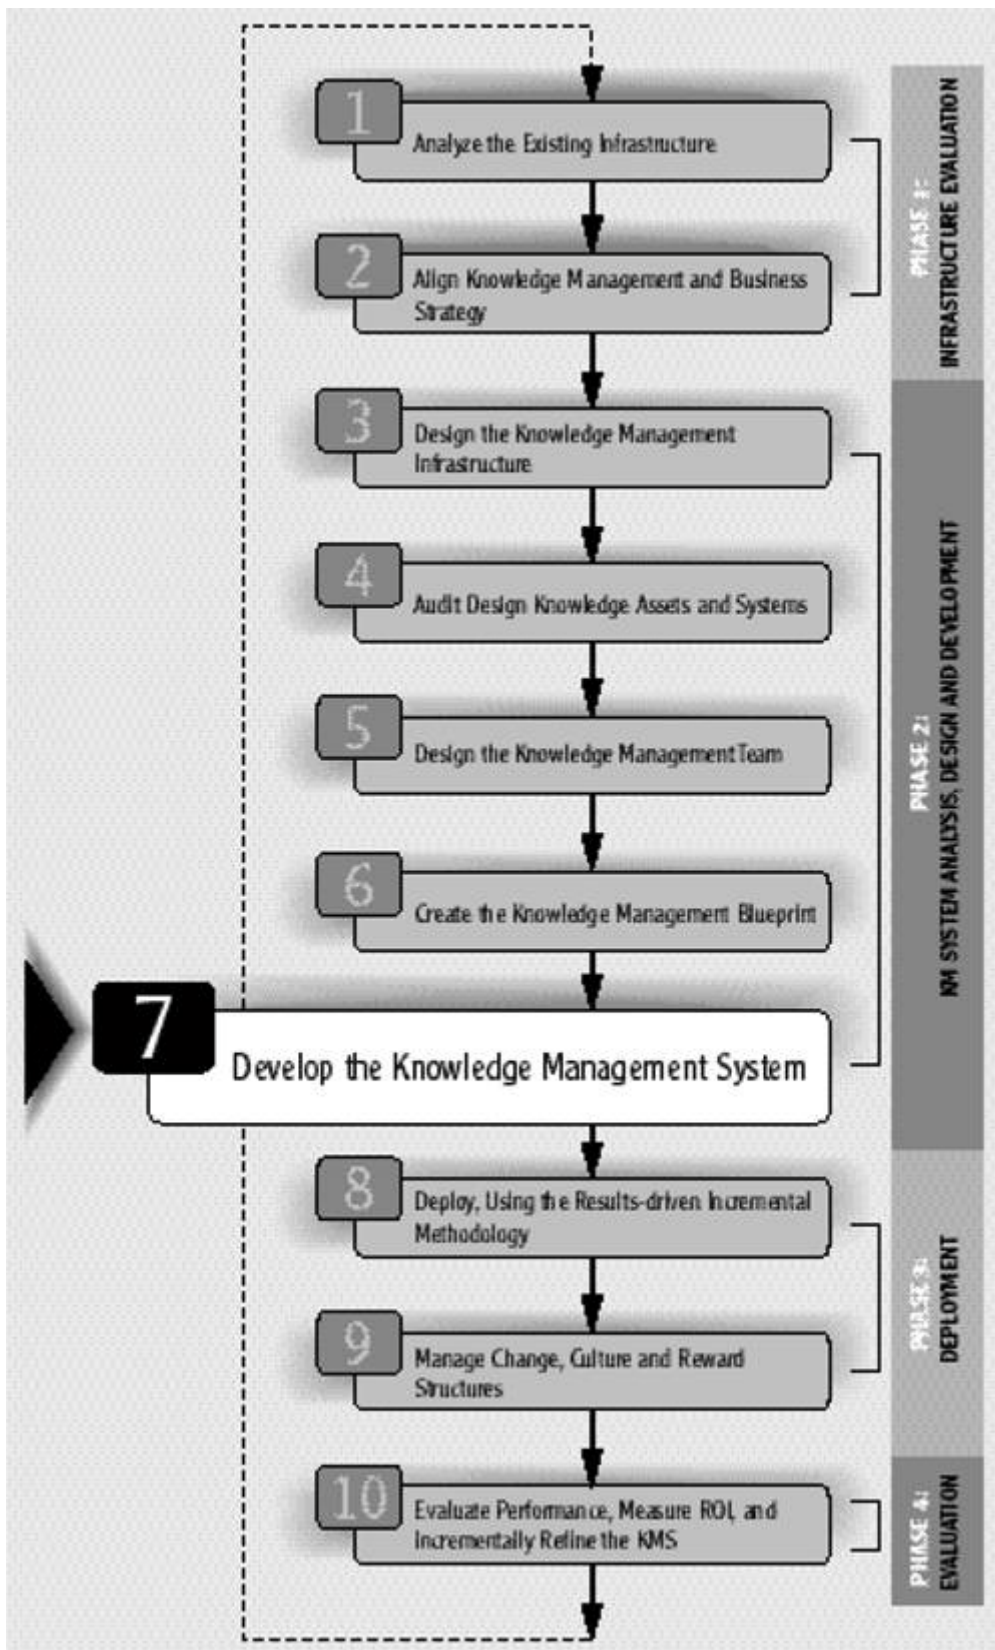 1
Analyze the Existing Infrastructure
2
Align Knowledge Management and Business
Strategy
3
Design the Knowledge Management
Infrastructure
4
Audit Design Knowledge Assets and Systems
5
Design the Knowledge Management Team
6
Create the Knowledge Management Blueprint
7
Develop the Knowledge Management System
8
Deploy, Using the Results-driven Incremental
Methodology
9
Manage Change, Culture and Reward
Structures
10
Evaluate Performance, Measure ROI, and
Incrementally Refine the KMS
PHASE 1:
INFRASTRUCTURE EVALUATION
PHASE 2:
KM SYSTEM ANALYSIS, DESIGN AND DEVELOPMENT
PHASE 3:
DEPLOYMENT
PHASE 4:
EVALUATION